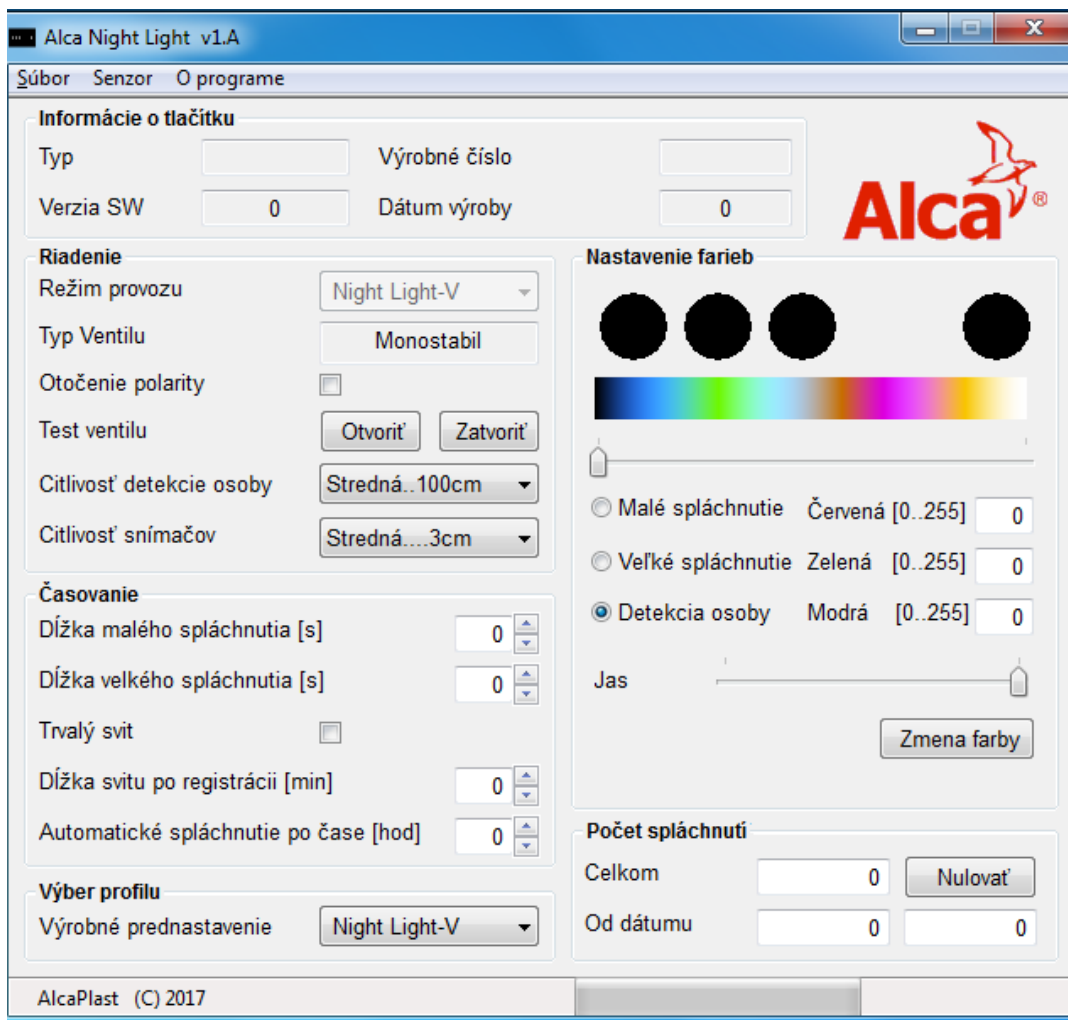 Alca Night Light v1.A
Súbor Senzor O programe
Informácie o tlačítku
Typ Výrobné číslo
Verzia SW 0 Dátum výroby 0
Alca®
Riadenie
Režim provozu Night Light-V
Typ Ventilu Monostabil
Otočenie polarity
Test ventilu Otvoriť Zatvoriť
Citlivosť detekcie osoby Stredná..100cm
Citlivosť snímačov Stredná....3cm
Časovanie
Dĺžka malého spláchnutia [s] 0
Dĺžka velkého spláchnutia [s] 0
Trvalý svit
Dĺžka svitu po registrácii [min] 0
Automatické spláchnutie po čase [hod] 0
Výber profilu
Výrobné prednastavenie Night Light-V
Nastavenie farieb
Malé spláchnutie Červená [0..255] 0
Veľké spláchnutie Zelená [0..255] 0
Detekcia osoby Modrá [0..255] 0
Jas
Zmena farby
Počet spláchnutí
Celkom 0 Nulovať
Od dátumu 0 0
AlcaPlast (C) 2017